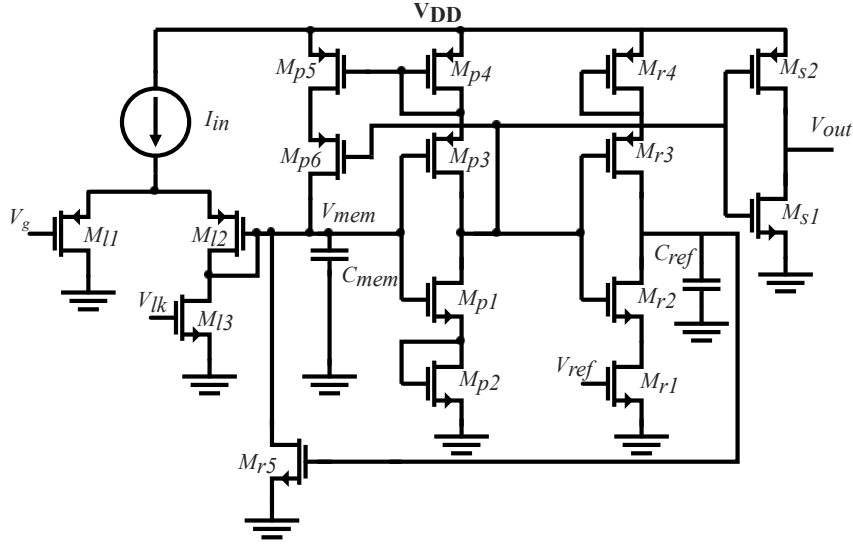 VDD
Mp5
Mp4
Mr4
Ms2
Iin
Vout
Mp6
Mp3
Mr3
Vg
Ml1
Ml2
Vmem
Ms1
Cmem
Cref
Vlk
Ml3
Mp1
Mr2
Mp2
Vref
Mr1
Mr5